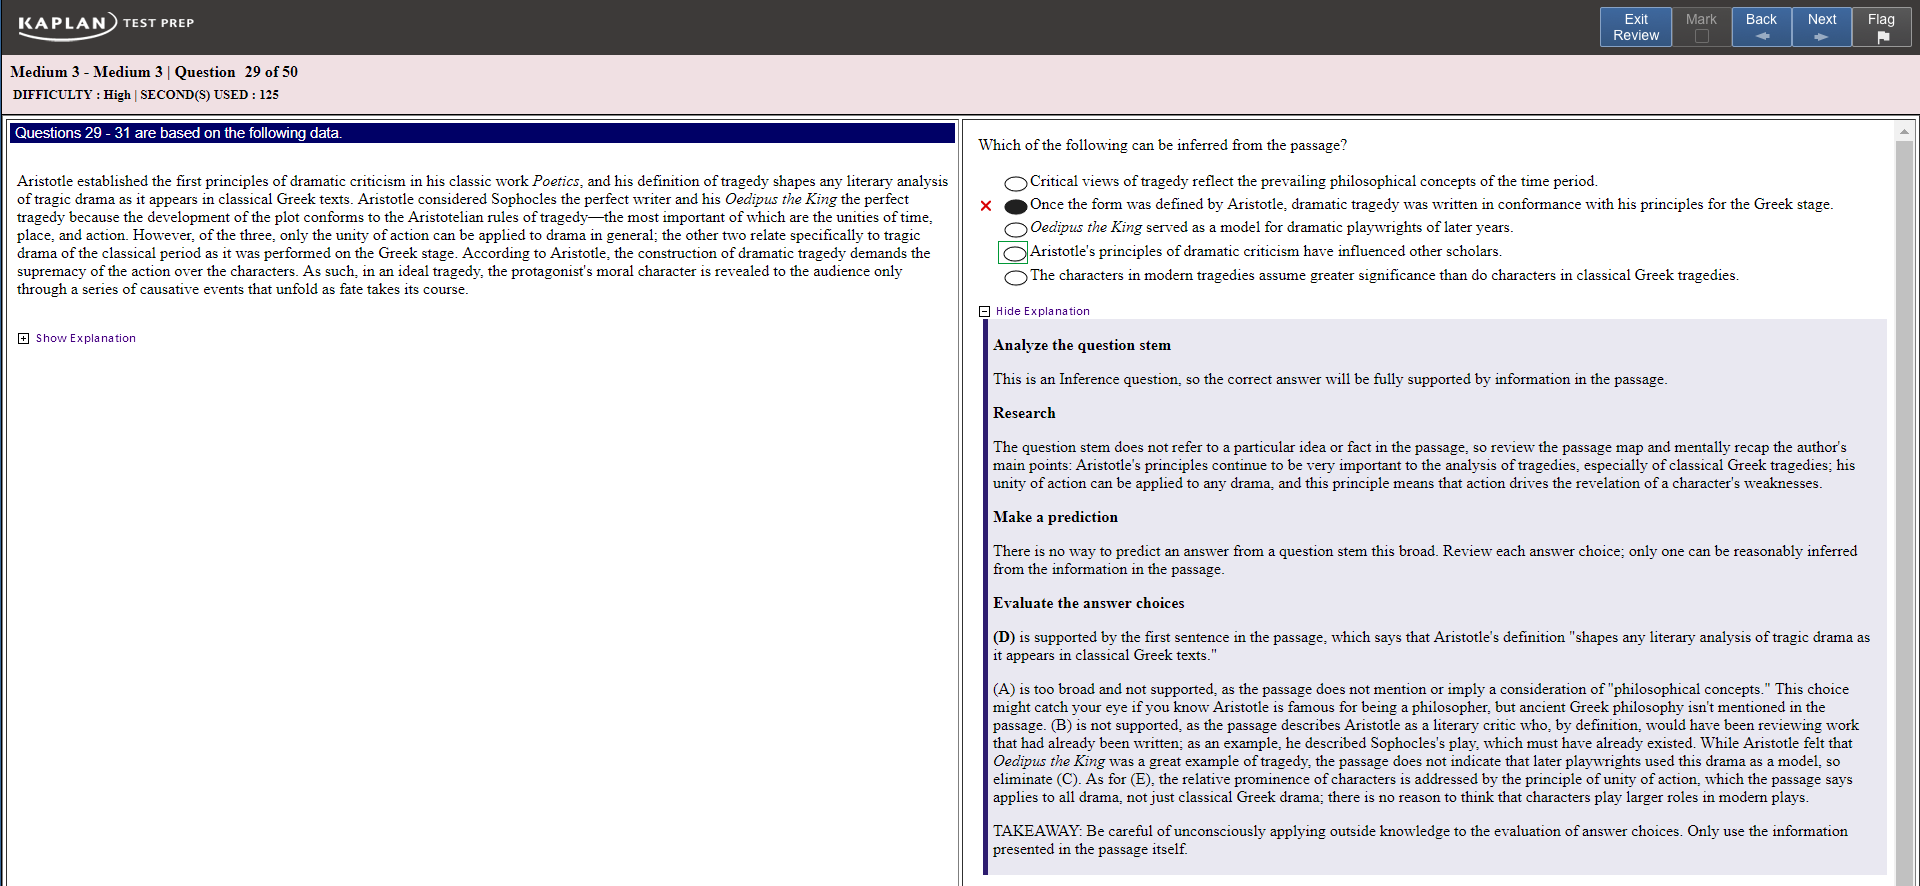 KAPLAN TEST PREP
Exit Review
Mark
Back
Next
Flag
Medium 3 - Medium 3 | Question 29 of 50
DIFFICULTY : High | SECOND(S) USED : 125
Questions 29 - 31 are based on the following data.
Aristotle established the first principles of dramatic criticism in his classic work Poetics, and his definition of tragedy shapes any literary analysis
of tragic drama as it appears in classical Greek texts. Aristotle considered Sophocles the perfect writer and his Oedipus the King the perfect
tragedy because the development of the plot conforms to the Aristotelian rules of tragedy—the most important of which are the unities of time,
place, and action. However, of the three, only the unity of action can be applied to drama in general; the other two relate specifically to tragic
drama of the classical period as it was performed on the Greek stage. According to Aristotle, the construction of dramatic tragedy demands the
supremacy of the action over the characters. As such, in an ideal tragedy, the protagonist's moral character is revealed to the audience only
through a series of causative events that unfold as fate takes its course.
Show Explanation
Which of the following can be inferred from the passage?
Critical views of tragedy reflect the prevailing philosophical concepts of the time period.
Once the form was defined by Aristotle, dramatic tragedy was written in conformance with his principles for the Greek stage.
Oedipus the King served as a model for dramatic playwrights of later years.
Aristotle's principles of dramatic criticism have influenced other scholars.
The characters in modern tragedies assume greater significance than do characters in classical Greek tragedies.
Hide Explanation
Analyze the question stem
This is an Inference question, so the correct answer will be fully supported by information in the passage.
Research
The question stem does not refer to a particular idea or fact in the passage, so review the passage map and mentally recap the author's
main points: Aristotle's principles continue to be very important to the analysis of tragedies, especially of classical Greek tragedies; his
unity of action can be applied to any drama, and this principle means that action drives the revelation of a character's weaknesses.
Make a prediction
There is no way to predict an answer from a question stem this broad. Review each answer choice; only one can be reasonably inferred
from the information in the passage.
Evaluate the answer choices
(D) is supported by the first sentence in the passage, which says that Aristotle's definition "shapes any literary analysis of tragic drama as
it appears in classical Greek texts."
(A) is too broad and not supported, as the passage does not mention or imply a consideration of "philosophical concepts." This choice
might catch your eye if you know Aristotle is famous for being a philosopher, but ancient Greek philosophy isn't mentioned in the
passage. (B) is not supported, as the passage describes Aristotle as a literary critic who, by definition, would have been reviewing work
that had already been written; as an example, he described Sophocles's play, which must have already existed. While Aristotle felt that
Oedipus the King was a great example of tragedy, the passage does not indicate that later playwrights used this drama as a model, so
eliminate (C). As for (E), the relative prominence of characters is addressed by the principle of unity of action, which the passage says
applies to all drama, not just classical Greek drama; there is no reason to think that characters play larger roles in modern plays.
TAKEAWAY: Be careful of unconsciously applying outside knowledge to the evaluation of answer choices. Only use the information
presented in the passage itself.